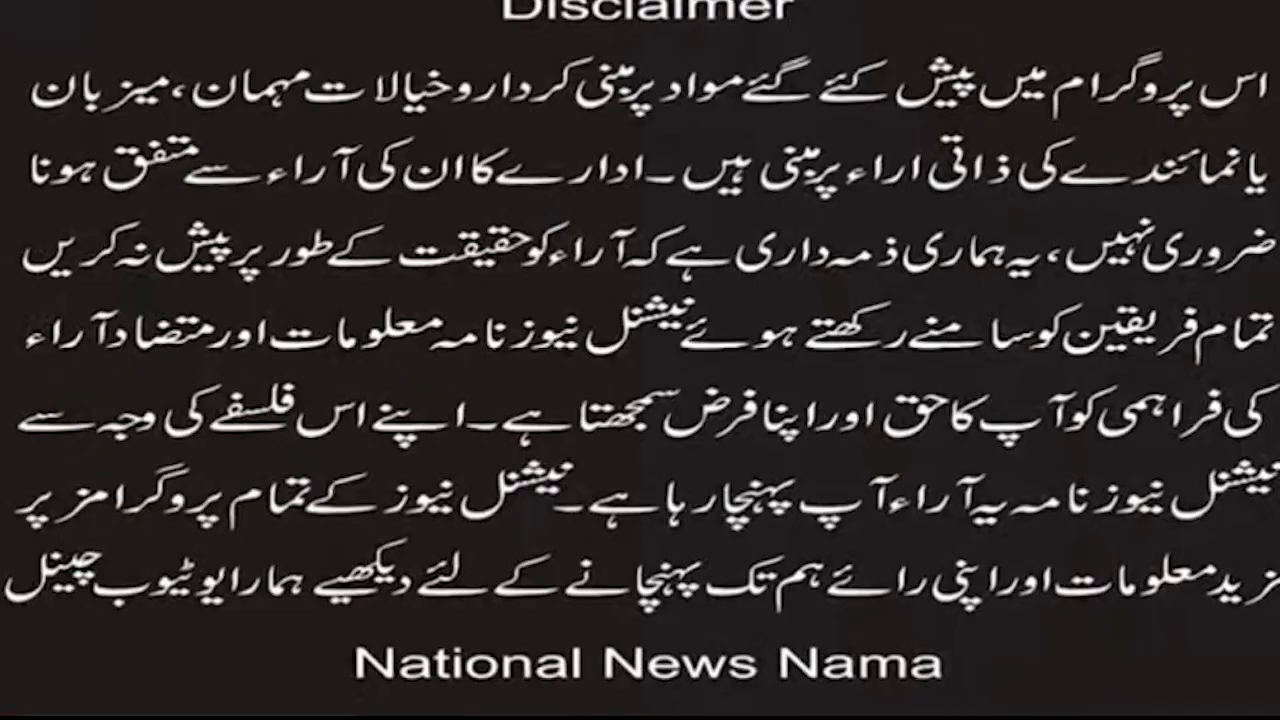 Disclaimer
اس پروگرام میں پیش کئے گئے مواد پر مبنی کردار و خیالات مہمان، میزبان
یا نمائندے کی ذاتی اراء پر مبنی ہیں۔ ادارے کا ان کی آراء سے متفق ہونا
ضروری نہیں، یہ ہماری ذمہ داری ہے کہ آراء کو حقیقت کے طور پر پیش نہ کریں
تمام فریقین کو سامنے رکھتے ہوئے نیشنل نیوز نامہ معلومات اور متضاد آراء
کی فراہمی کو آپ کا حق اور اپنا فرض سمجھتا ہے۔ اپنے اس فلسفے کی وجہ سے
نیشنل نیوز نامہ یہ آراء آپ پہنچا رہا ہے۔ نیشنل نیوز کے تمام پروگرامز پر
زید معلومات اور اپنی رائے ہم تک پہنچانے کے لئے دیکھیے ہمارا یوٹیوب چینل
National News Nama